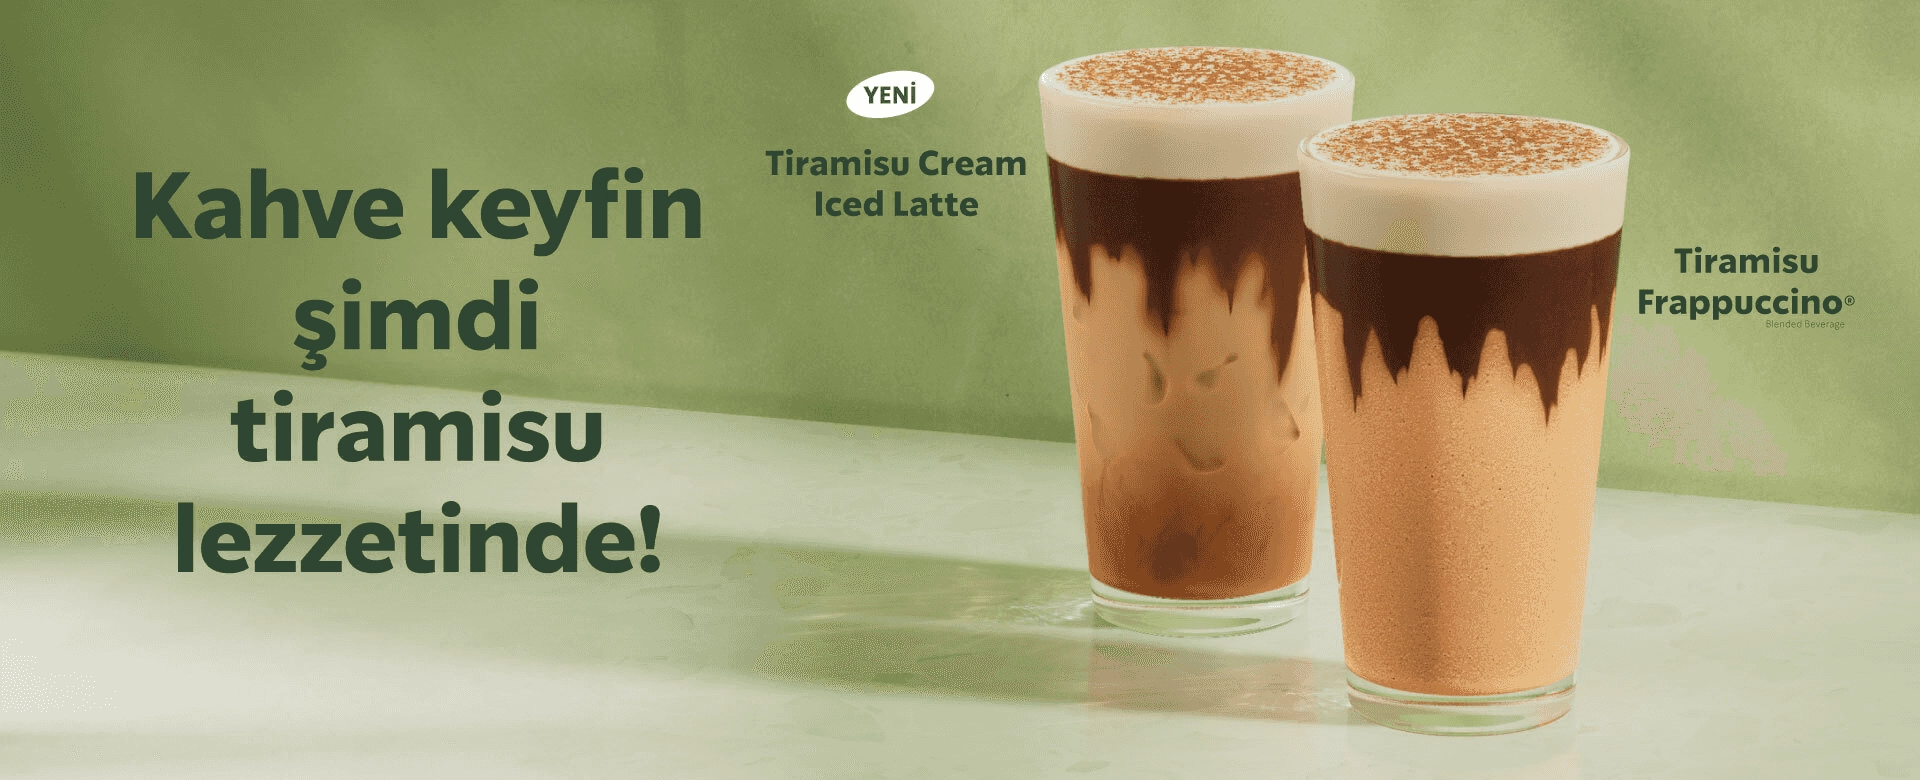 Kahve keyfin
şimdi
tiramisu
lezzetinde!
YENİ
Tiramisu Cream
Iced Latte
Tiramisu
Frappuccino®
Blended Beverage